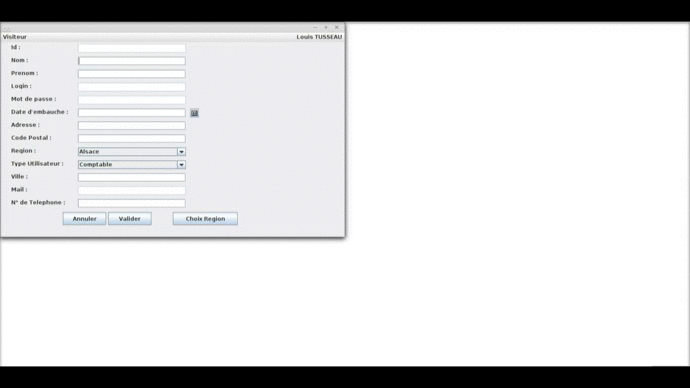 Visiteur Louis TUSSEAU
Id :
Nom :
Prenom :
Login :
Mot de passe :
Date d'embauche :
Adresse :
Code Postal :
Region : Alsace
Type Utilisateur : Comptable
Ville :
Mail :
N° de Telephone :
Annuler Valider Choix Region